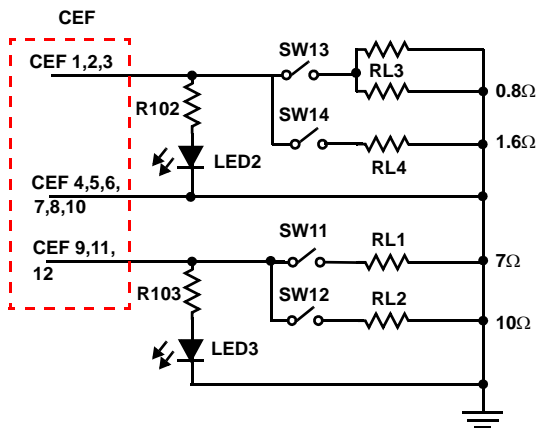 CEF
CEF 1,2,3
SW13
RL3
0.8Ω
R102
SW14
1.6Ω
LED2
RL4
CEF 4,5,6,
7,8,10
SW11
RL1
CEF 9,11,
12
7Ω
R103
SW12
RL2
10Ω
LED3